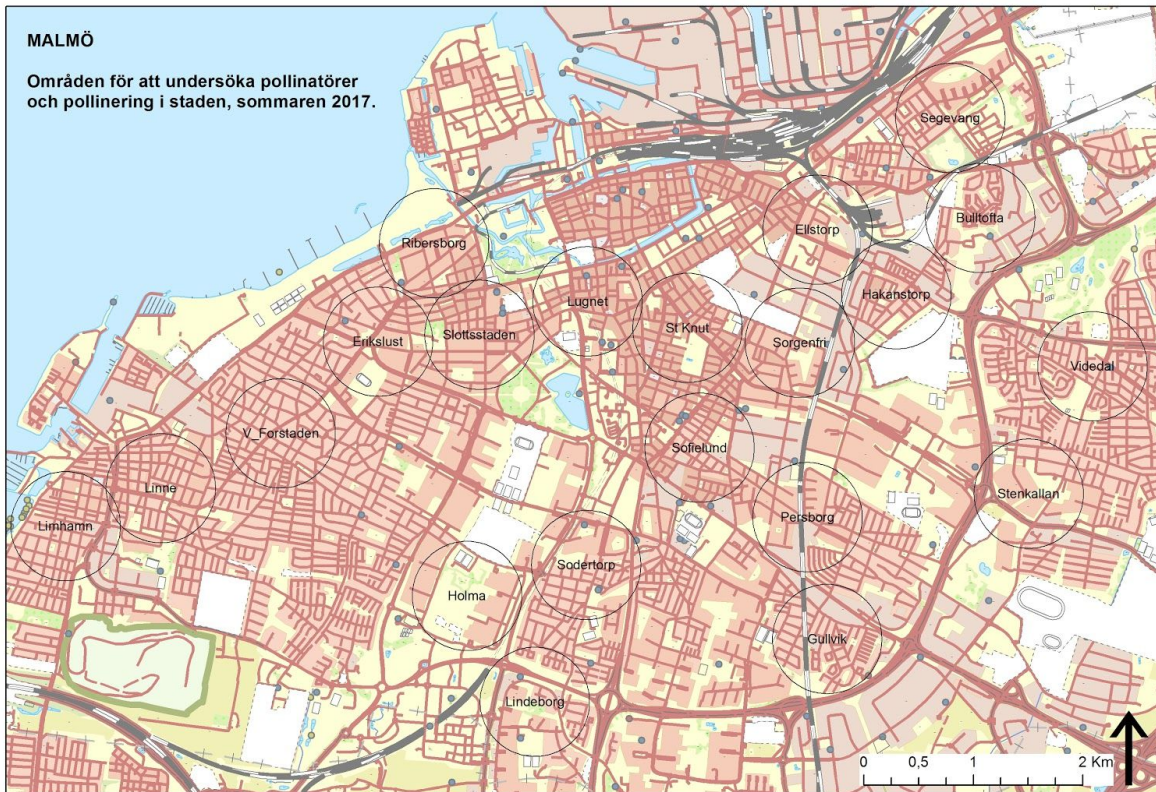 MALMÖ
Områden för att undersöka pollinatörer
och pollinering i staden, sommaren 2017.
Segevang
Bulltofta
Ellstorp
Ribersborg
Hakanstorp
Lugnet
St Knut
Slottsstaden
Erikslust
Sorgenfri
Videdal
V_Forstaden
Sofielund
Linne
Stenkallan
Limhamn
Persborg
Sodertorp
Holma
Gullvik
Lindeborg
0 0,5 1 2 Km